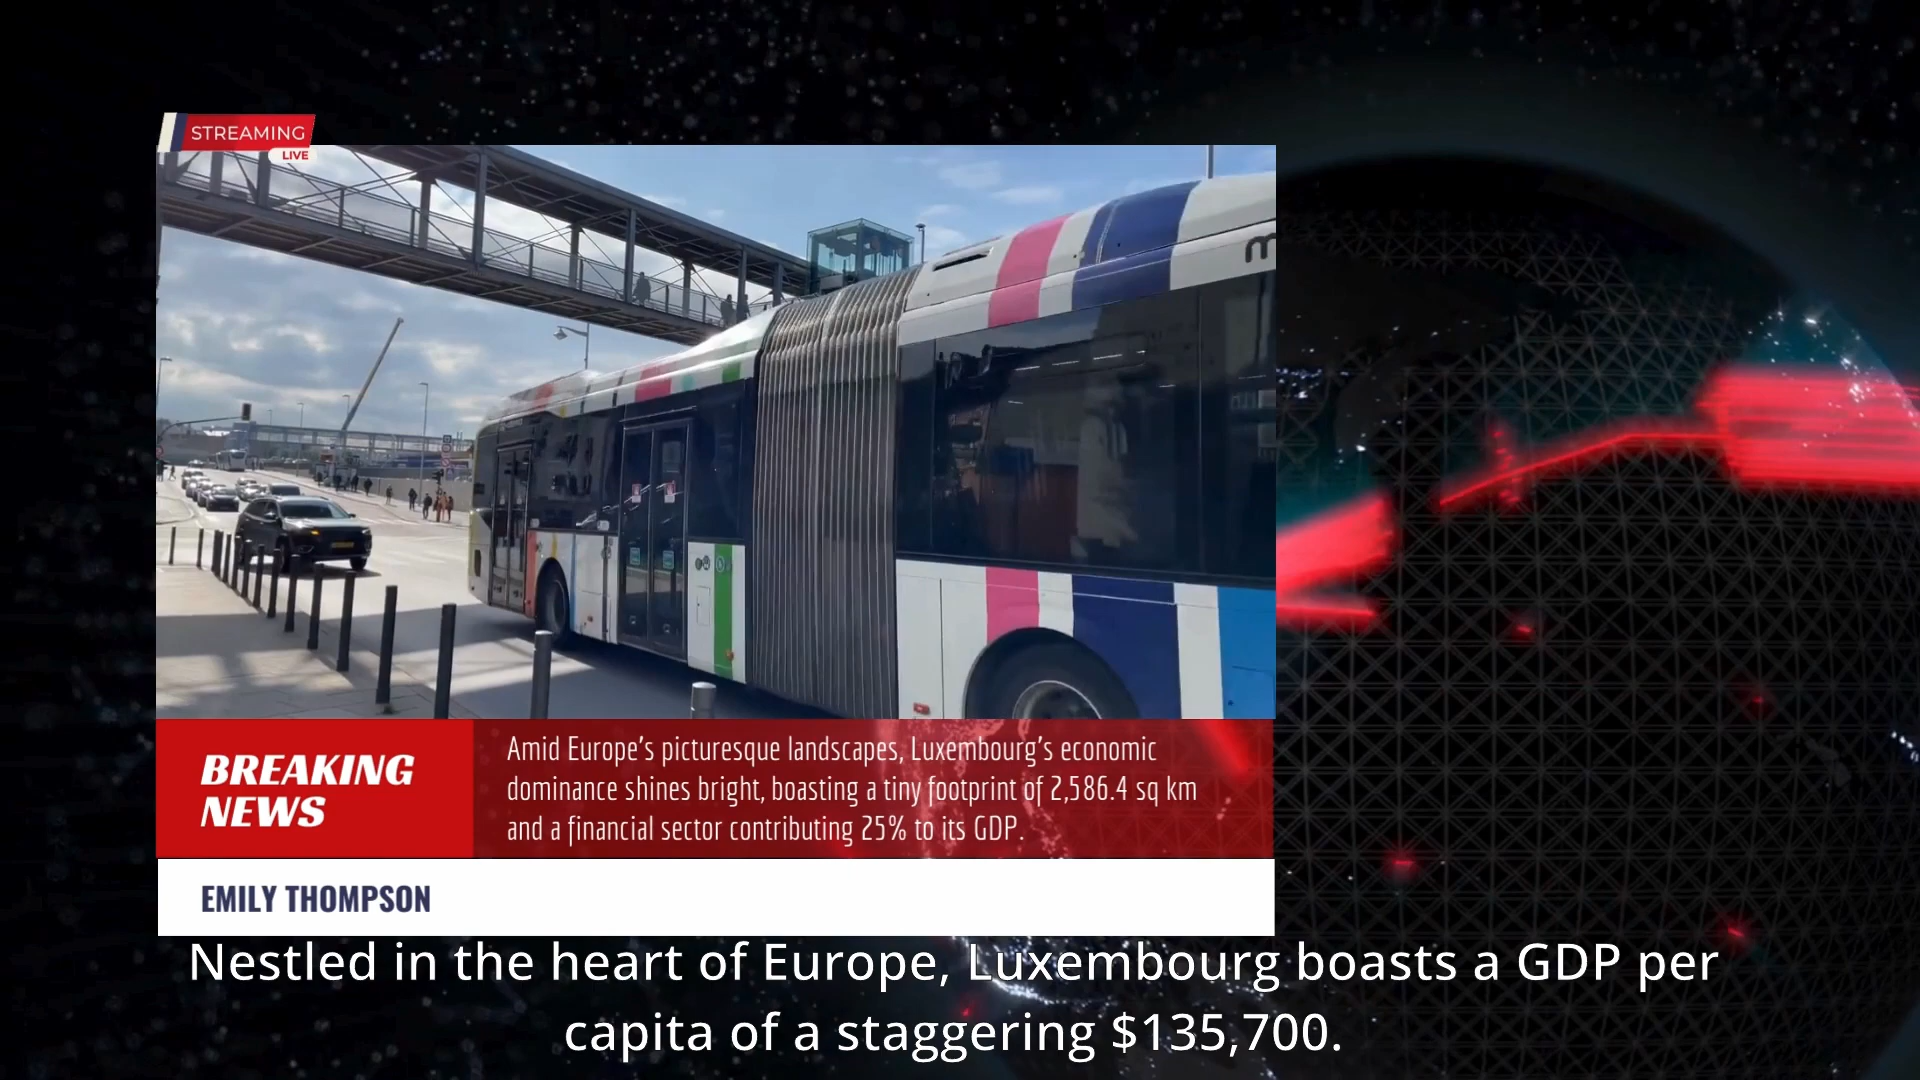 STREAMING
LIVE
m
BREAKING
NEWS
Amid Europe's picturesque landscapes, Luxembourg's economic
dominance shines bright, boasting a tiny footprint of 2,586.4 sq km
and a financial sector contributing 25% to its GDP.
EMILY THOMPSON
Nestled in the heart of Europe, Luxembourg boasts a GDP per
capita of a staggering $135,700.